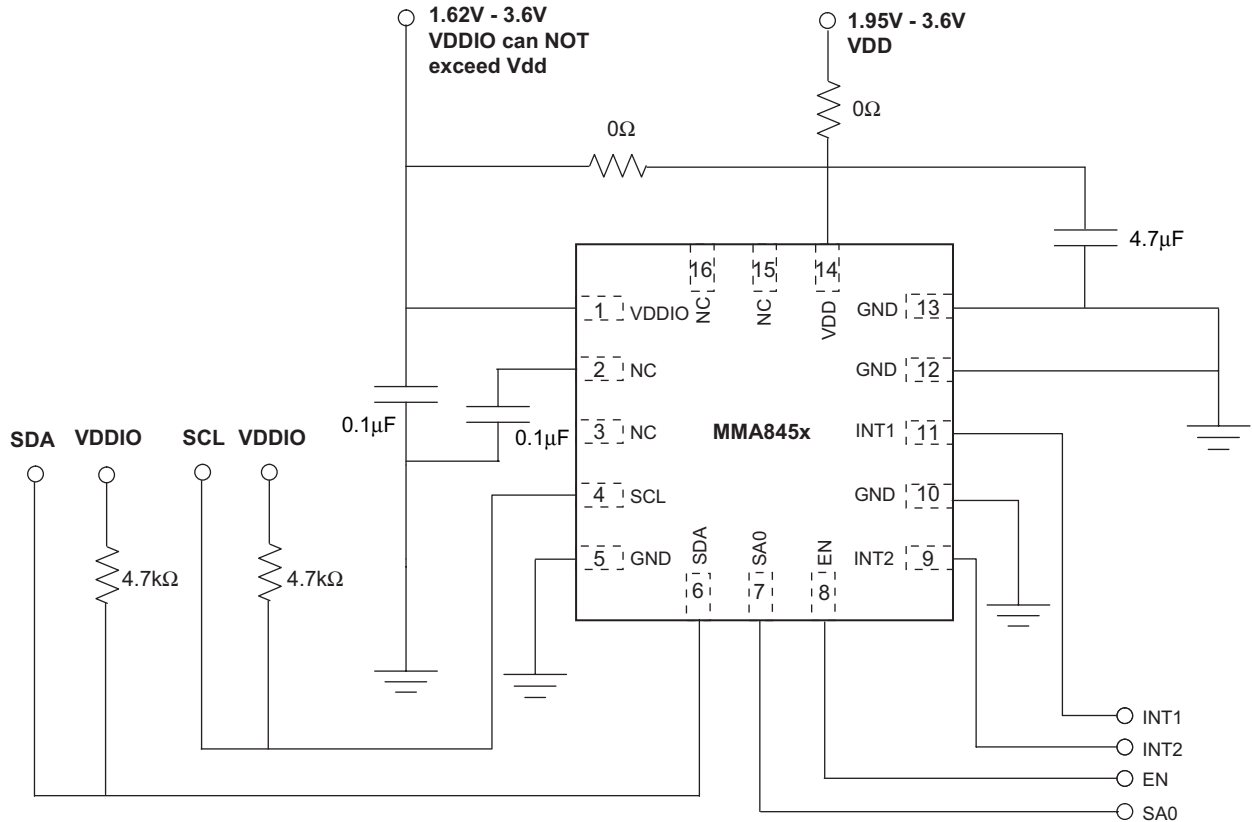 1.62V - 3.6V
VDDIO can NOT
exceed Vdd
1.95V - 3.6V
VDD
0Ω
0Ω
4.7μF
16
NC
15
NC
14
VDD
1
VDDIO
GND
13
2
NC
GND
12
0.1μF
0.1μF
3
NC
MMA845x
INT1
11
SDA
VDDIO
SCL
VDDIO
4
SCL
GND
10
5
GND
SDA
6
SA0
7
EN
8
INT2
9
4.7kΩ
4.7kΩ
INT1
INT2
EN
SA0